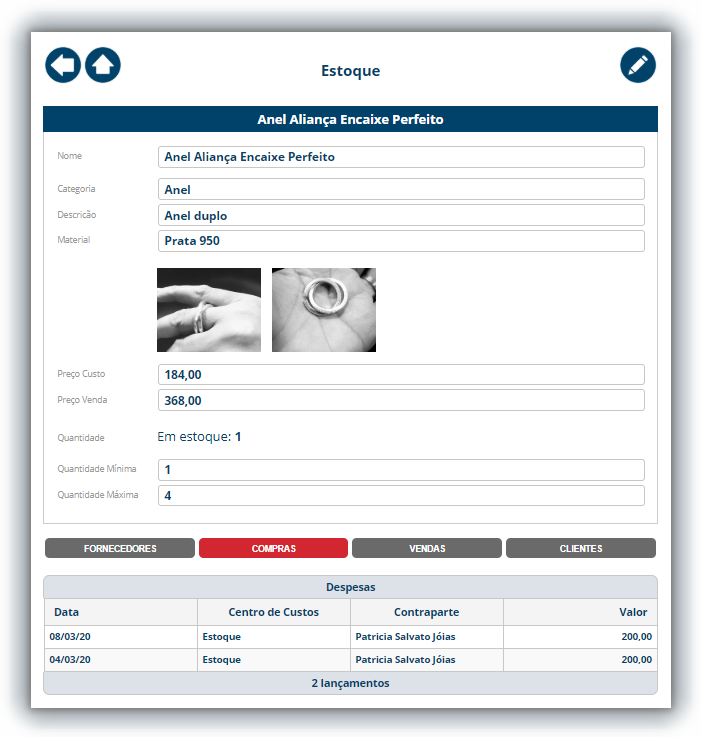 Estoque
Anel Aliança Encaixe Perfeito
Nome Anel Aliança Encaixe Perfeito
Categoria Anel
Descricão Anel duplo
Material Prata 950
Preço Custo 184,00
Preço Venda 368,00
Quantidade Em estoque: 1
Quantidade Mínima 1
Quantidade Máxima 4
FORNECEDORES COMPRAS VENDAS CLIENTES
Despesas
Data Centro de Custos Contraparte Valor
08/03/20 Estoque Patricia Salvato Jóias 200,00
04/03/20 Estoque Patricia Salvato Jóias 200,00
2 lançamentos